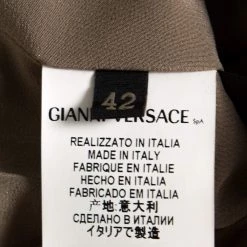 42
GIANNI VERSACE SpA
REALIZZATO IN ITALIA
MADE IN ITALY
FABRIQUE EN ITALIE
HECHO EN ITALIA
FABRICADO EM ITALIA
产地:意大利
СДЕЛАНО В ИТАЛИИ
イタリアで製造